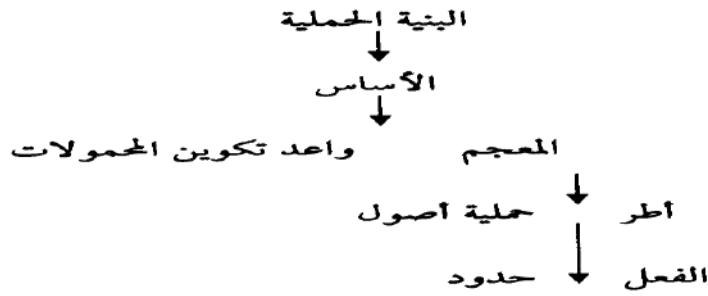 البنية الحملية
الأساس
المعجم واعد تكوين المحمولات
أطر حملية أصول
الفعل حدود